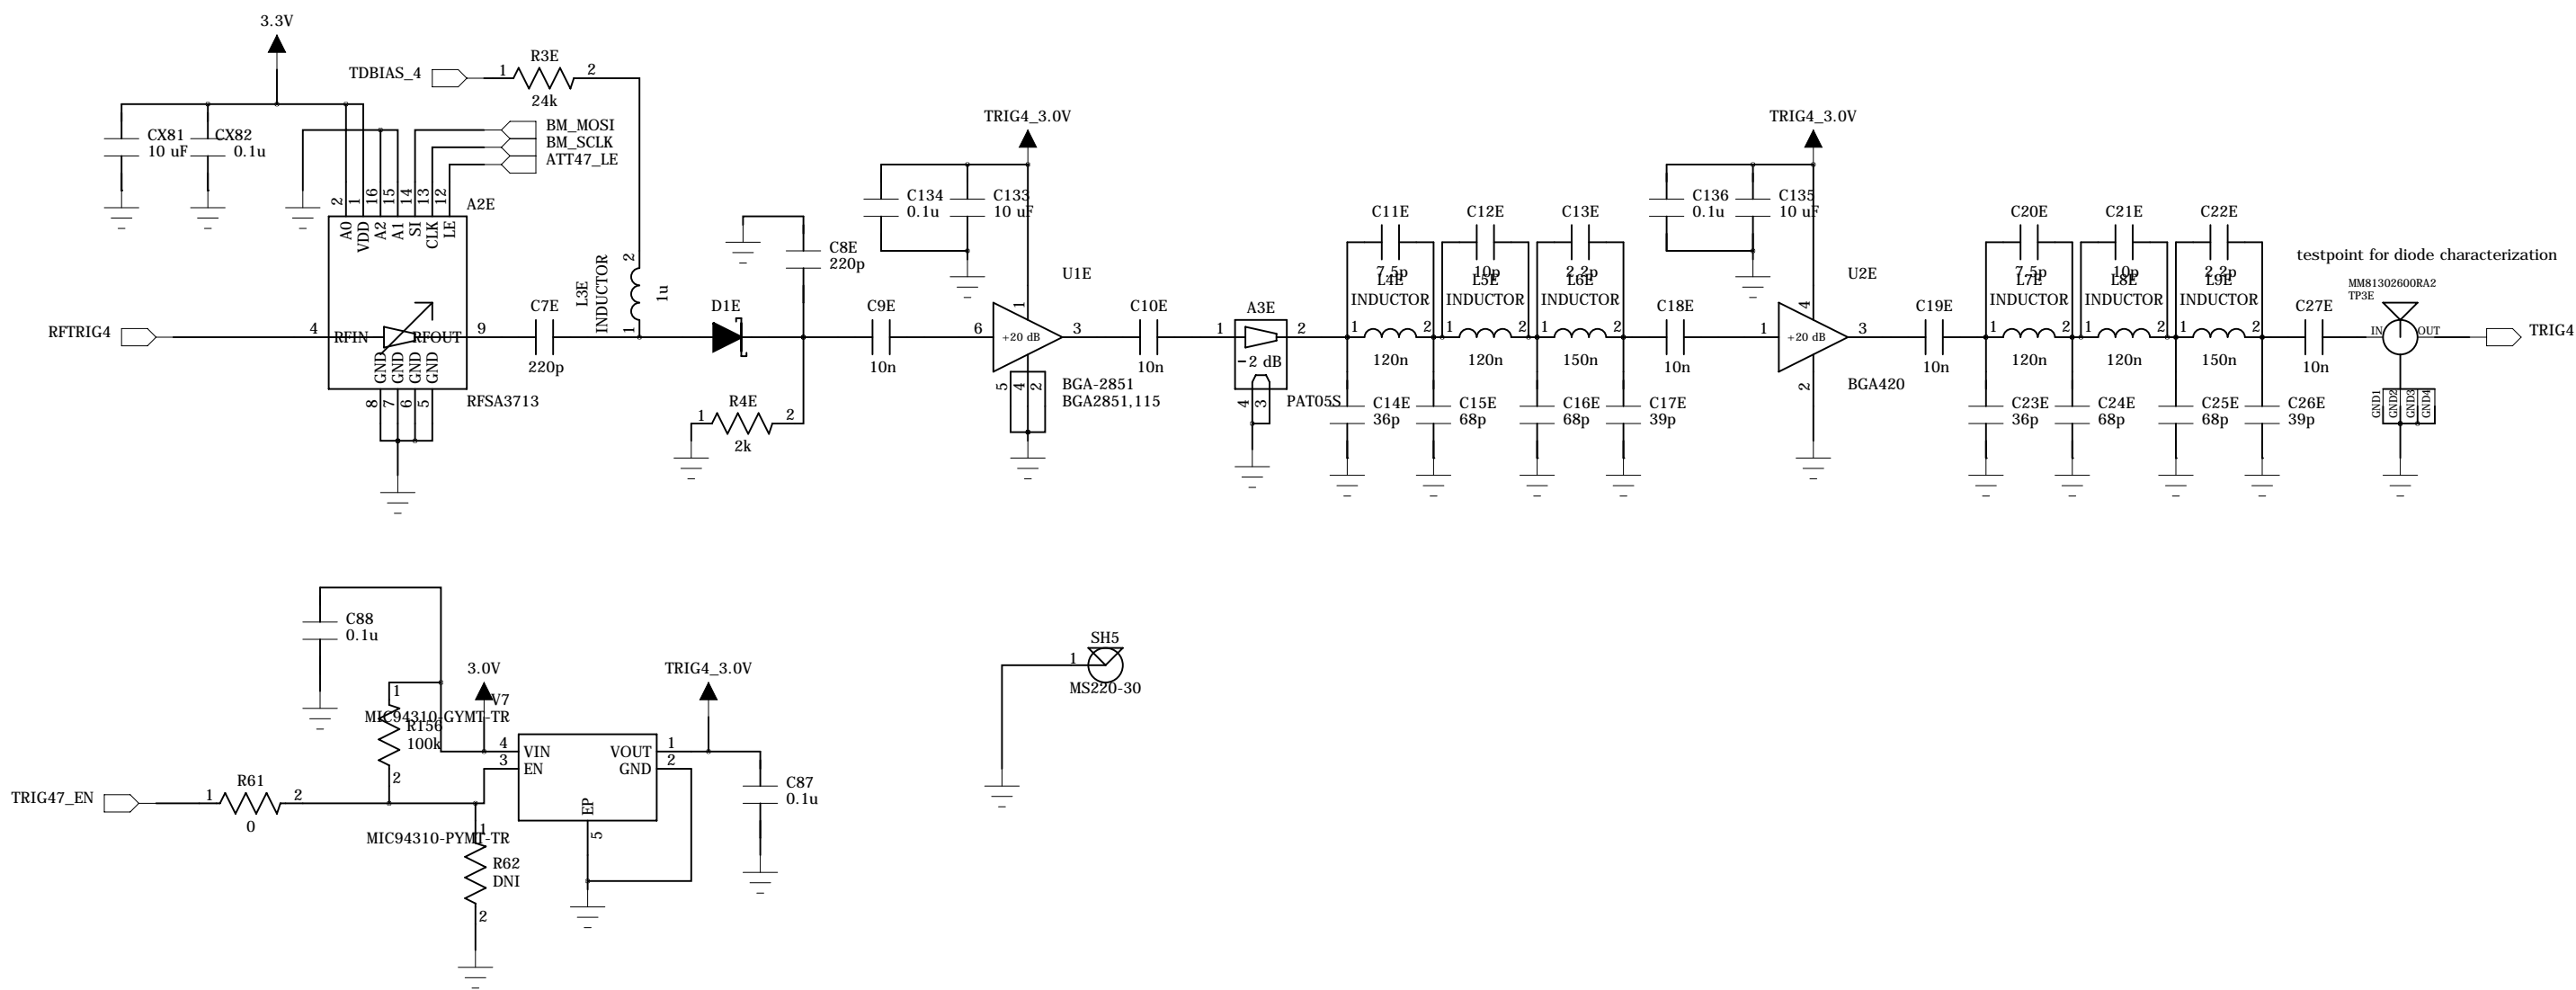 3.3V
TDBIAS_4
1
R3E
2
24k
CX81
10 uF
CX82
0.1u
BM_MOSI
BM_SCLK
ATT47_LE
2
1
16
15
14
13
12
A2E
A0
VDD
A2
A1
SI
CLK
LE
RFTRIG4
4
RFIN
RFOUT
9
GND
GND
GND
GND
8
7
6
5
RFSA3713
C7E
220p
L3E
INDUCTOR
2
1
1u
D1E
C8E
220p
1
R4E
2
2k
C9E
10n
TRIG4_3.0V
C134
0.1u
C133
10 uF
U1E
1
6
+20 dB
3
5
4
2
BGA-2851
BGA2851,115
C10E
10n
A3E
1
2
-2 dB
4
3
PAT05S
C11E
7.5p
L4E
INDUCTOR
1
2
120n
C12E
10p
L5E
INDUCTOR
1
2
120n
C13E
2.2p
L6E
INDUCTOR
1
2
150n
C14E
36p
C15E
68p
C16E
68p
C17E
39p
C18E
10n
TRIG4_3.0V
C136
0.1u
C135
10 uF
U2E
4
1
+20 dB
3
2
BGA420
C19E
10n
C20E
7.5p
L7E
INDUCTOR
1
2
120n
C21E
10p
L8E
INDUCTOR
1
2
120n
C22E
2.2p
L9E
INDUCTOR
1
2
150n
C23E
36p
C24E
68p
C25E
68p
C26E
39p
C27E
10n
testpoint for diode characterization
MM81302600RA2
TP3E
IN
OUT
GND1
GND2
GND3
GND4
TRIG4
C88
0.1u
3.0V
V7
MIC94310-GYMT-TR
1
R156
100k
2
TRIG47_EN
1
R61
2
0
4
VIN
3
EN
VOUT
1
GND
2
EP
5
MIC94310-PYMT-TR
1
R62
DNI
2
TRIG4_3.0V
C87
0.1u
SH5
1
MS220-30